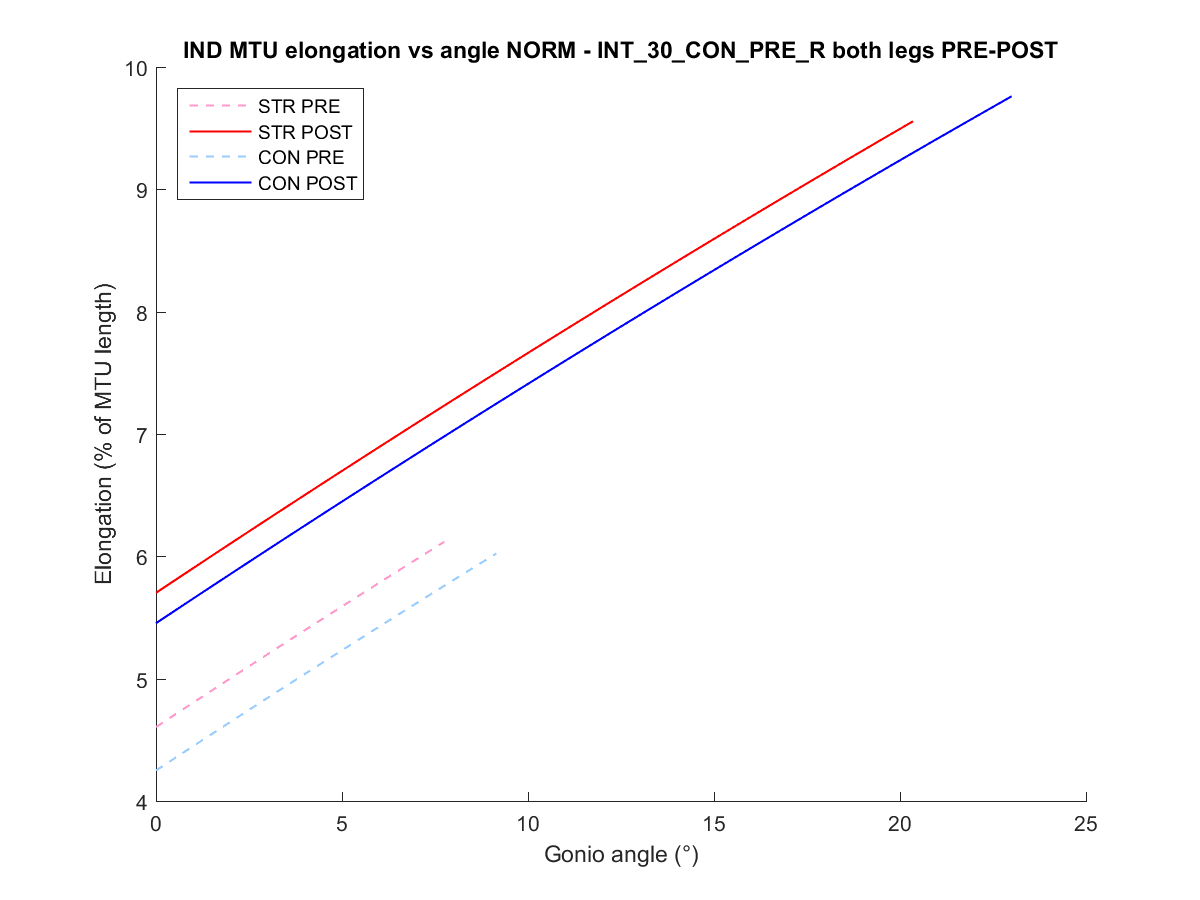 IND MTU elongation vs angle NORM - INT_30_CON_PRE_R both legs PRE-POST
10
9
8
7
6
5
4
STR PRE
STR POST
CON PRE
CON POST
Elongation (% of MTU length)
0 5 10 15 20 25
Gonio angle (°)